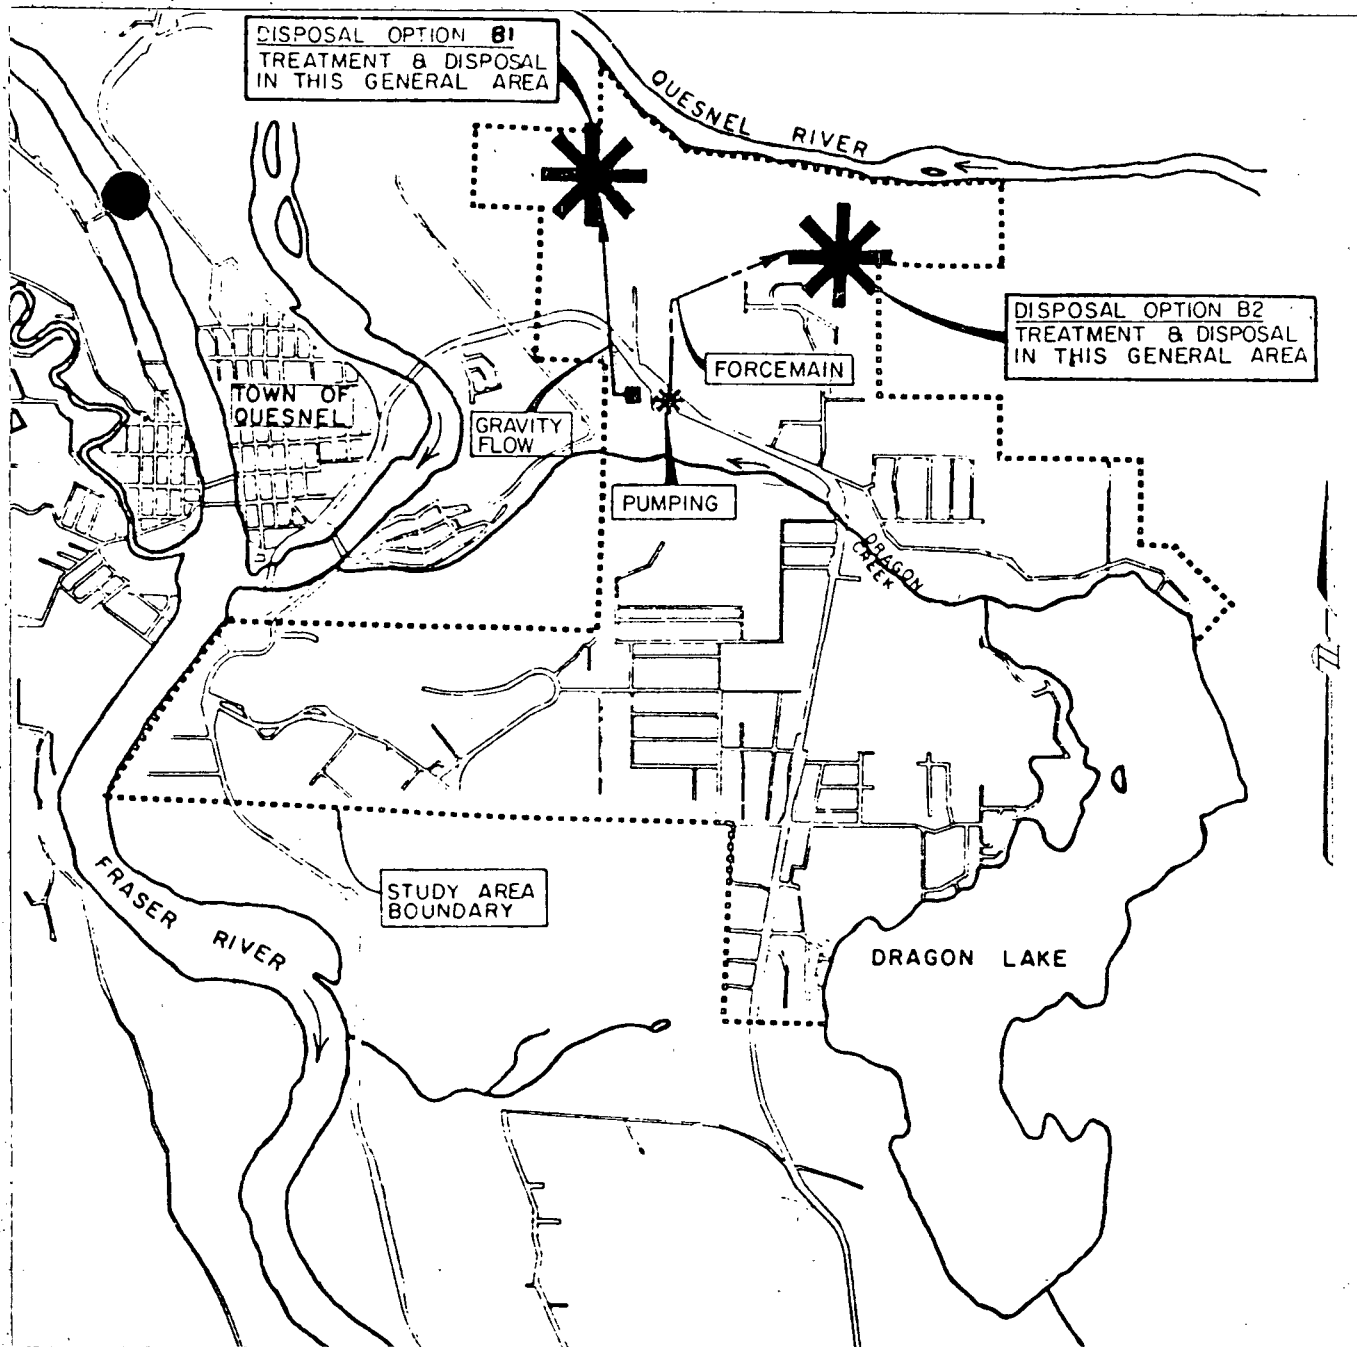 DISPOSAL OPTION B1
TREATMENT & DISPOSAL
IN THIS GENERAL AREA
QUESNEL RIVER
DISPOSAL OPTION B2
TREATMENT & DISPOSAL
IN THIS GENERAL AREA
FORCEMAIN
TOWN OF
QUESNEL
GRAVITY
FLOW
PUMPING
DRAGON
CREEK
N
STUDY AREA
BOUNDARY
FRASER RIVER
DRAGON LAKE